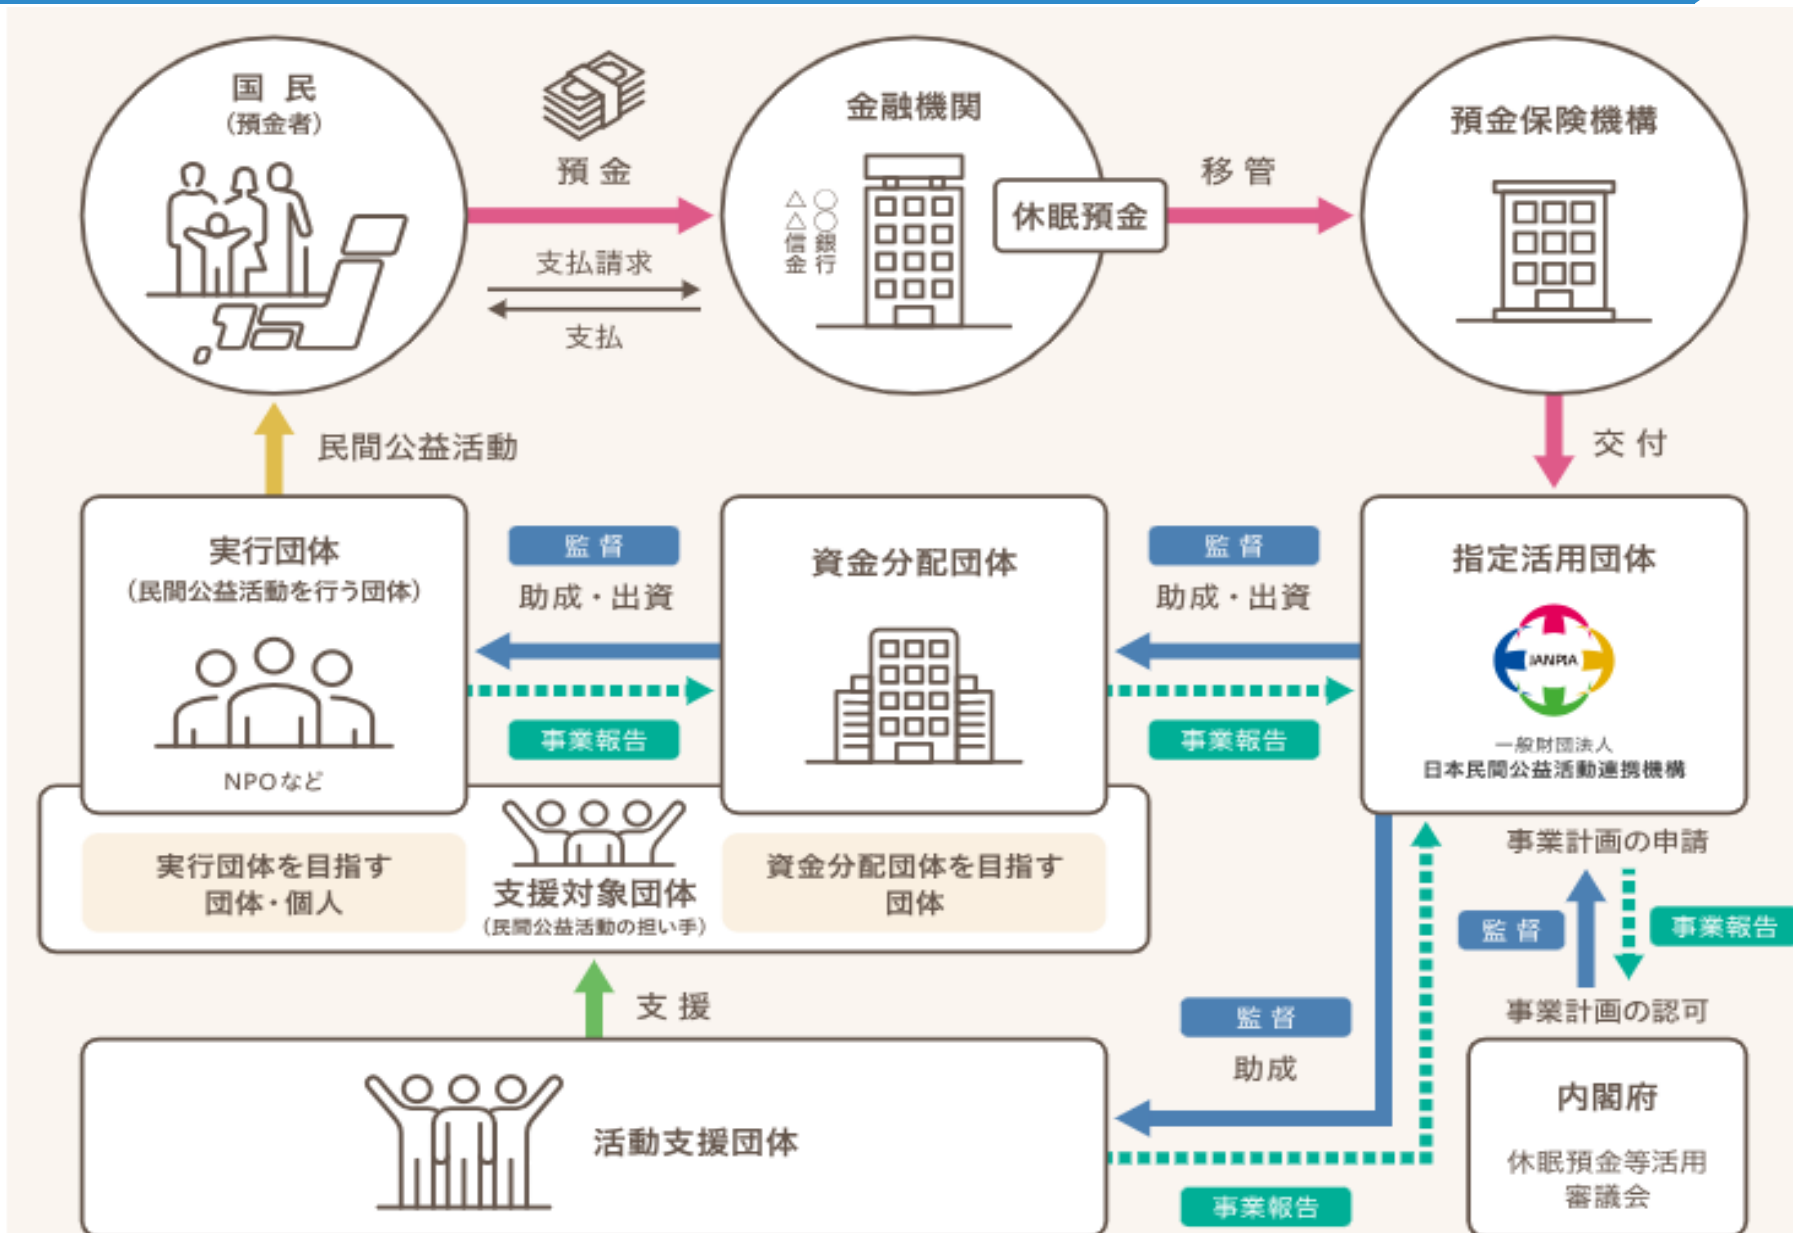 国 民
(預金者)
預 金
支払請求
支払
金融機関
○○銀行
△△信金
休眠預金
移 管
預金保険機構
民間公益活動
交 付
実行団体
(民間公益活動を行う団体)
NPOなど
監 督
助成・出資
事業報告
資金分配団体
監 督
助成・出資
事業報告
指定活用団体
JANPIA
一般財団法人
日本民間公益活動連携機構
実行団体を目指す
団体・個人
支援対象団体
(民間公益活動の担い手)
資金分配団体を目指す
団体
事業計画の申請
監 督
事業報告
事業計画の認可
支 援
監 督
助成
事業報告
活動支援団体
内閣府
休眠預金等活用
審議会